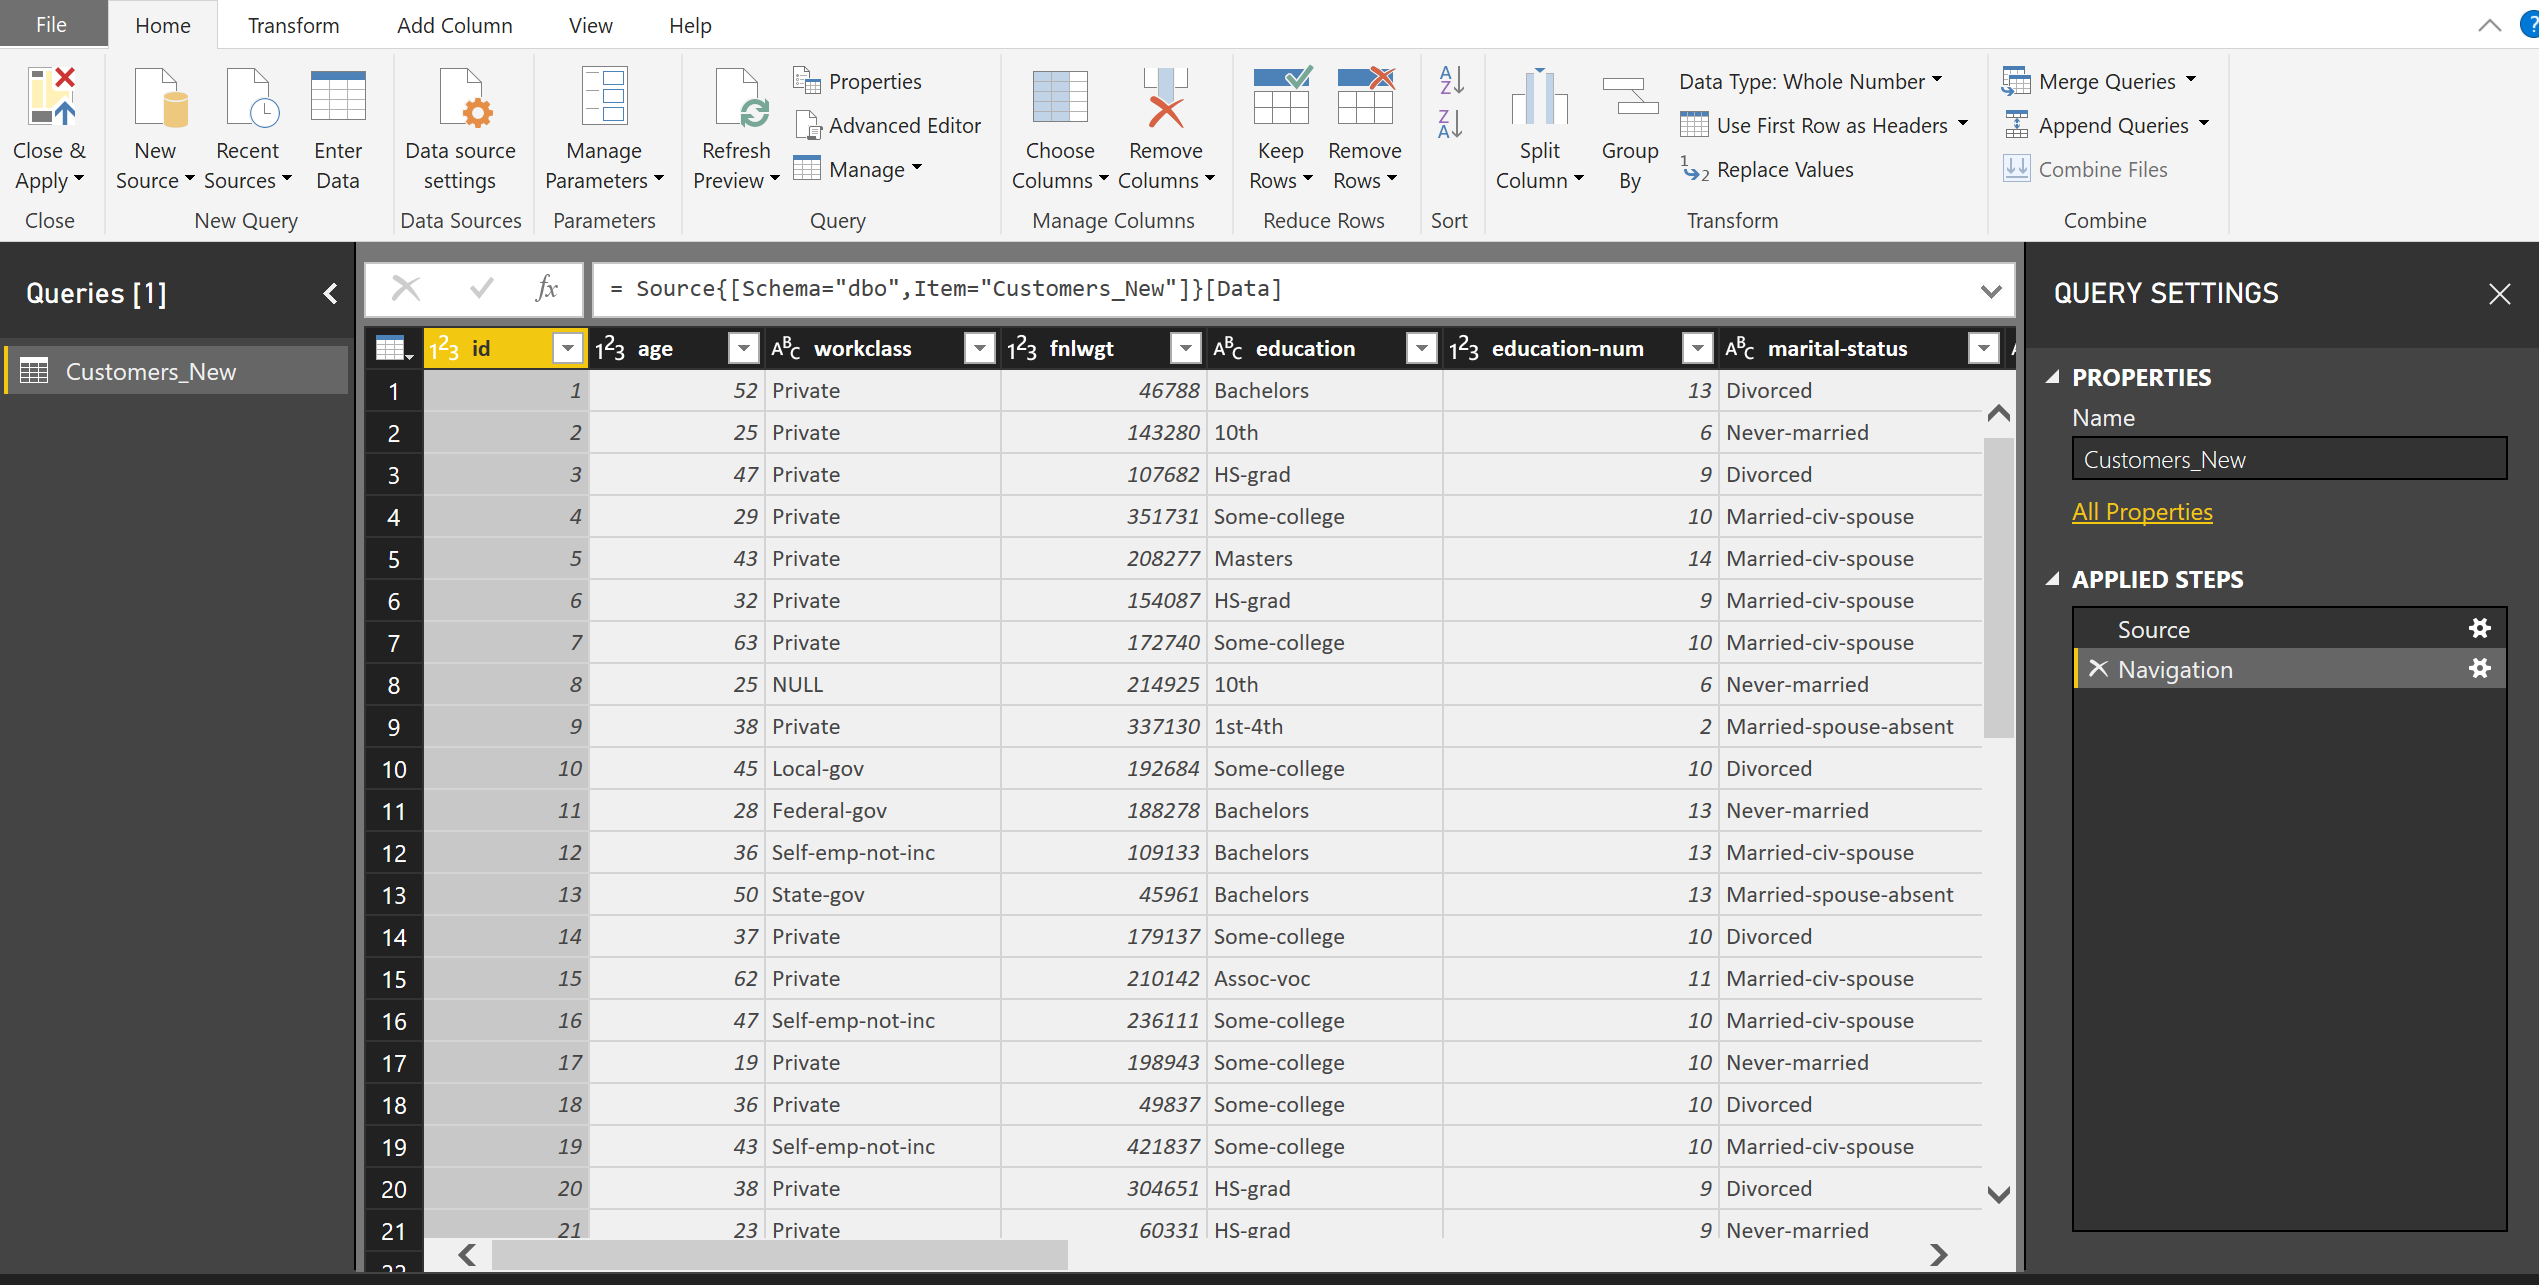 File Home Transform Add Column View Help ?
Close & Apply
New Source
Recent Sources
Enter Data
Data source settings
Manage Parameters
Refresh Preview
Properties
Advanced Editor
Manage
Choose Columns
Remove Columns
Keep Rows
Remove Rows
Split Column
Group By
Data Type: Whole Number
Use First Row as Headers
Replace Values
Merge Queries
Append Queries
Combine Files
Close New Query Data Sources Parameters Query Manage Columns Reduce Rows Sort Transform Combine
Queries [1]
Customers_New
fx = Source{[Schema="dbo",Item="Customers_New"]}[Data]
123 id 123 age ABC workclass 123 fnlwgt ABC education 123 education-num ABC marital-status
1 1 52 Private 46788 Bachelors 13 Divorced
2 2 25 Private 143280 10th 6 Never-married
3 3 47 Private 107682 HS-grad 9 Divorced
4 4 29 Private 351731 Some-college 10 Married-civ-spouse
5 5 43 Private 208277 Masters 14 Married-civ-spouse
6 6 32 Private 154087 HS-grad 9 Married-civ-spouse
7 7 63 Private 172740 Some-college 10 Married-civ-spouse
8 8 25 NULL 214925 10th 6 Never-married
9 9 38 Private 337130 1st-4th 2 Married-spouse-absent
10 10 45 Local-gov 192684 Some-college 10 Divorced
11 11 28 Federal-gov 188278 Bachelors 13 Never-married
12 12 36 Self-emp-not-inc 109133 Bachelors 13 Married-civ-spouse
13 13 50 State-gov 45961 Bachelors 13 Married-spouse-absent
14 14 37 Private 179137 Some-college 10 Divorced
15 15 62 Private 210142 Assoc-voc 11 Married-civ-spouse
16 16 47 Self-emp-not-inc 236111 Some-college 10 Married-civ-spouse
17 17 19 Private 198943 Some-college 10 Never-married
18 18 36 Private 49837 Some-college 10 Divorced
19 19 43 Self-emp-not-inc 421837 Some-college 10 Married-civ-spouse
20 20 38 Private 304651 HS-grad 9 Divorced
21 21 23 Private 60331 HS-grad 9 Never-married
QUERY SETTINGS
PROPERTIES
Name
Customers_New
All Properties
APPLIED STEPS
Source
Navigation